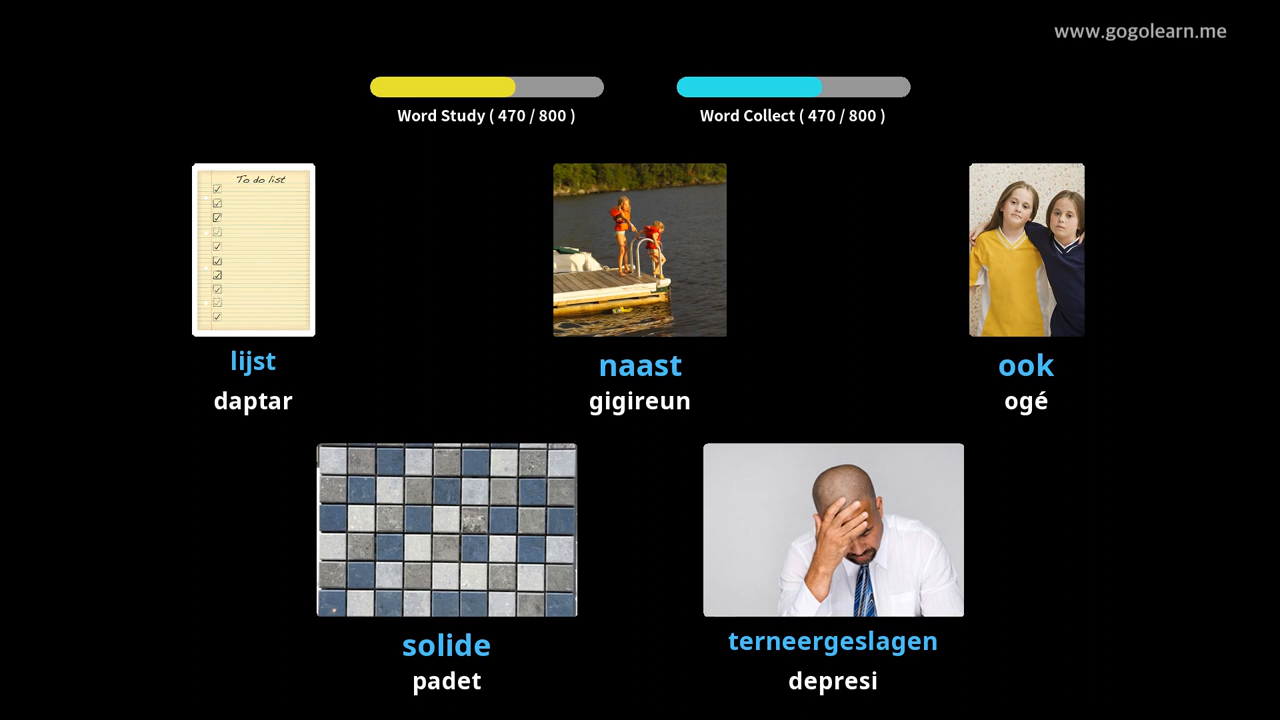 www.gogolearn.me
Word Study ( 470 / 800 )
Word Collect ( 470 / 800 )
To do list
lijst
daptar
naast
gigireun
ook
ogé
solide
padet
terneergeslagen
depresi